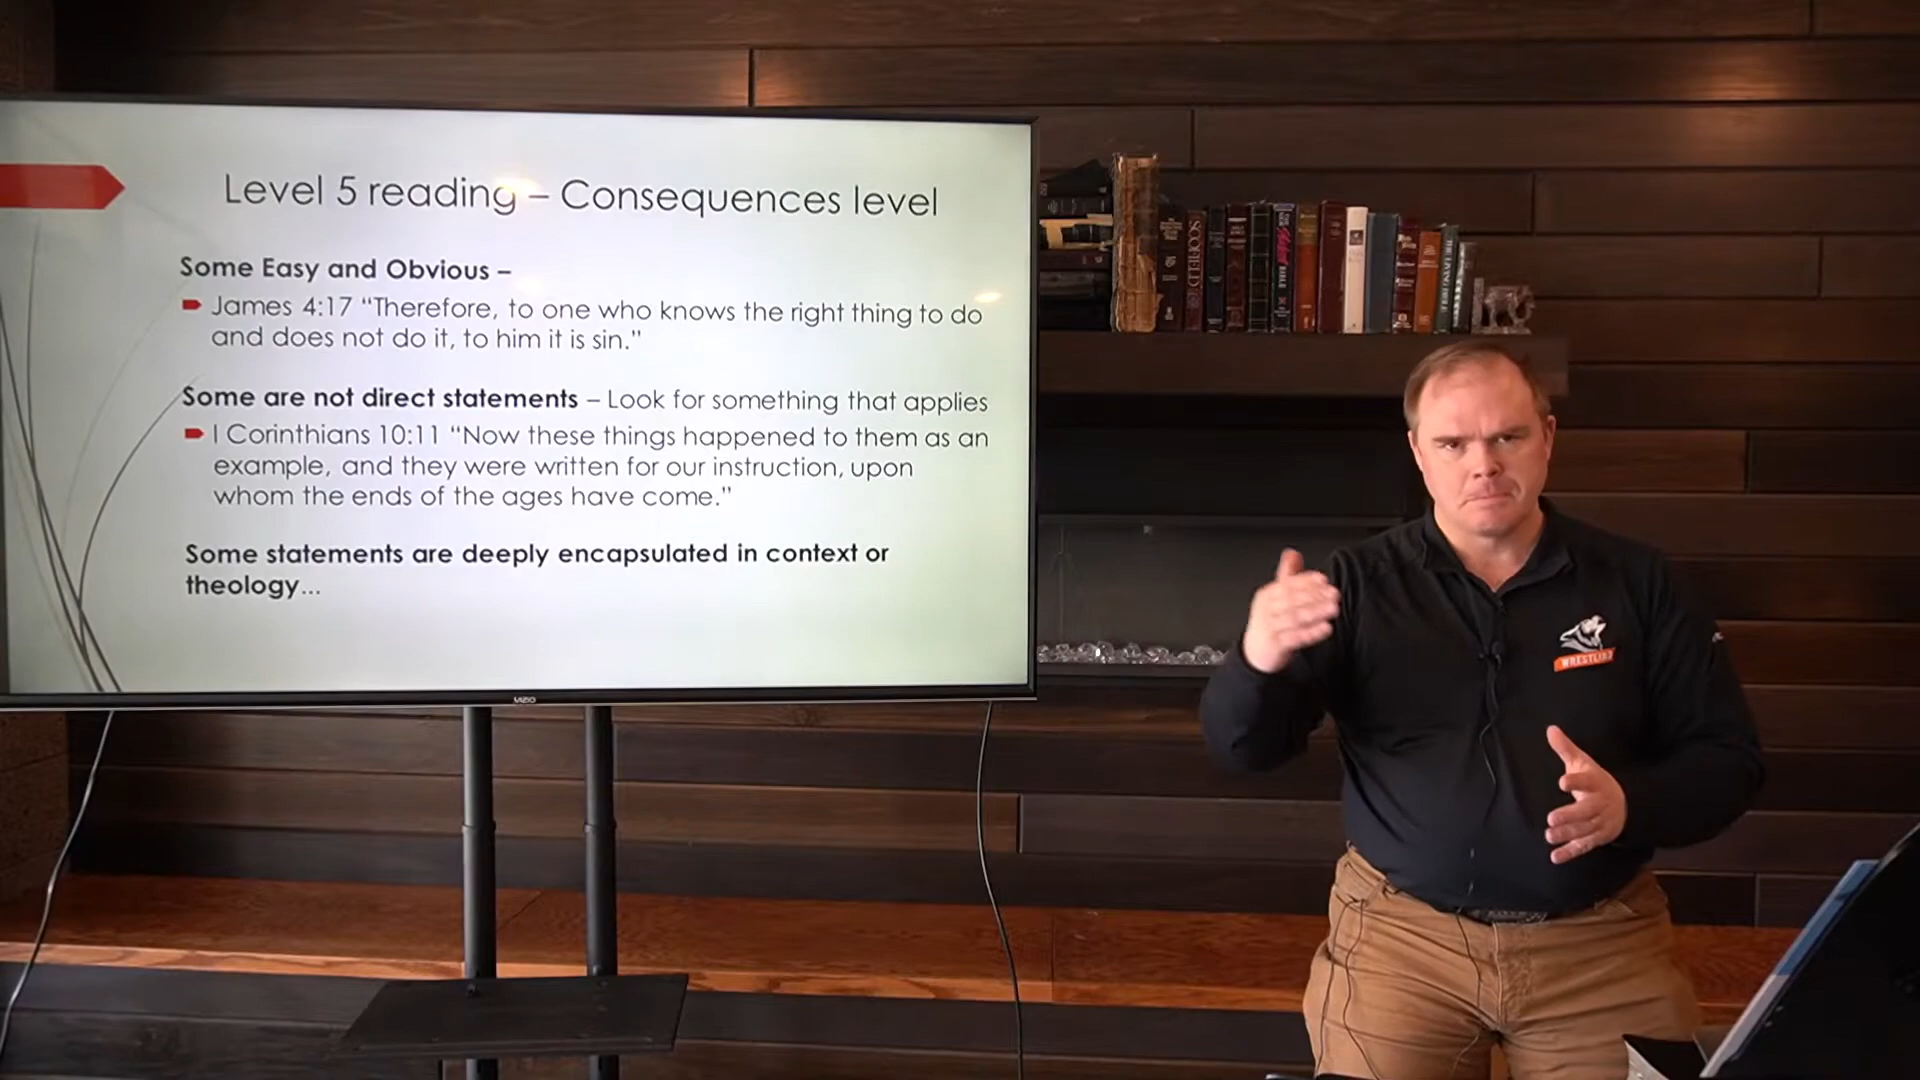 Level 5 reading – Consequences level
Some Easy and Obvious –
James 4:17 “Therefore, to one who knows the right thing to do
and does not do it, to him it is sin.”
Some are not direct statements – Look for something that applies
I Corinthians 10:11 “Now these things happened to them as an
example, and they were written for our instruction, upon
whom the ends of the ages have come.”
Some statements are deeply encapsulated in context or
theology...
VIZIO
SCOFIELD
WRESTLING